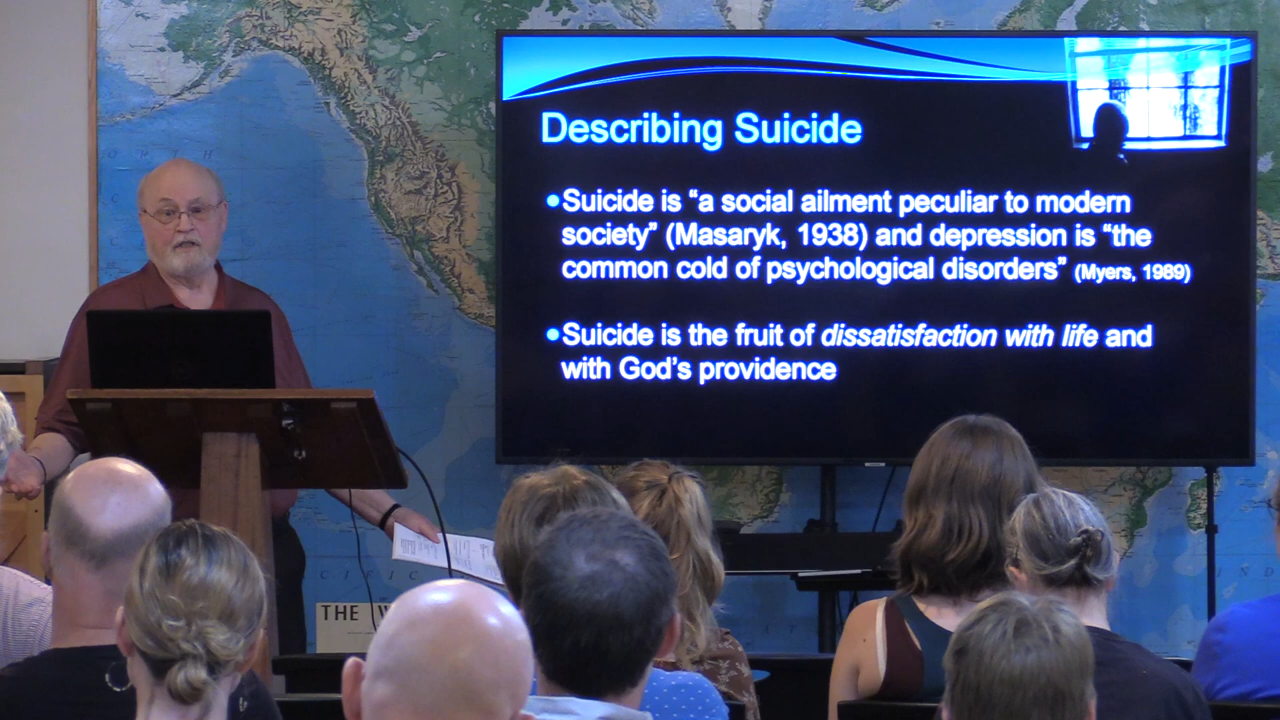 Describing Suicide
•Suicide is “a social ailment peculiar to modern
society” (Masaryk, 1938) and depression is “the
common cold of psychological disorders” (Myers, 1989)
•Suicide is the fruit of dissatisfaction with life and
with God’s providence
THE